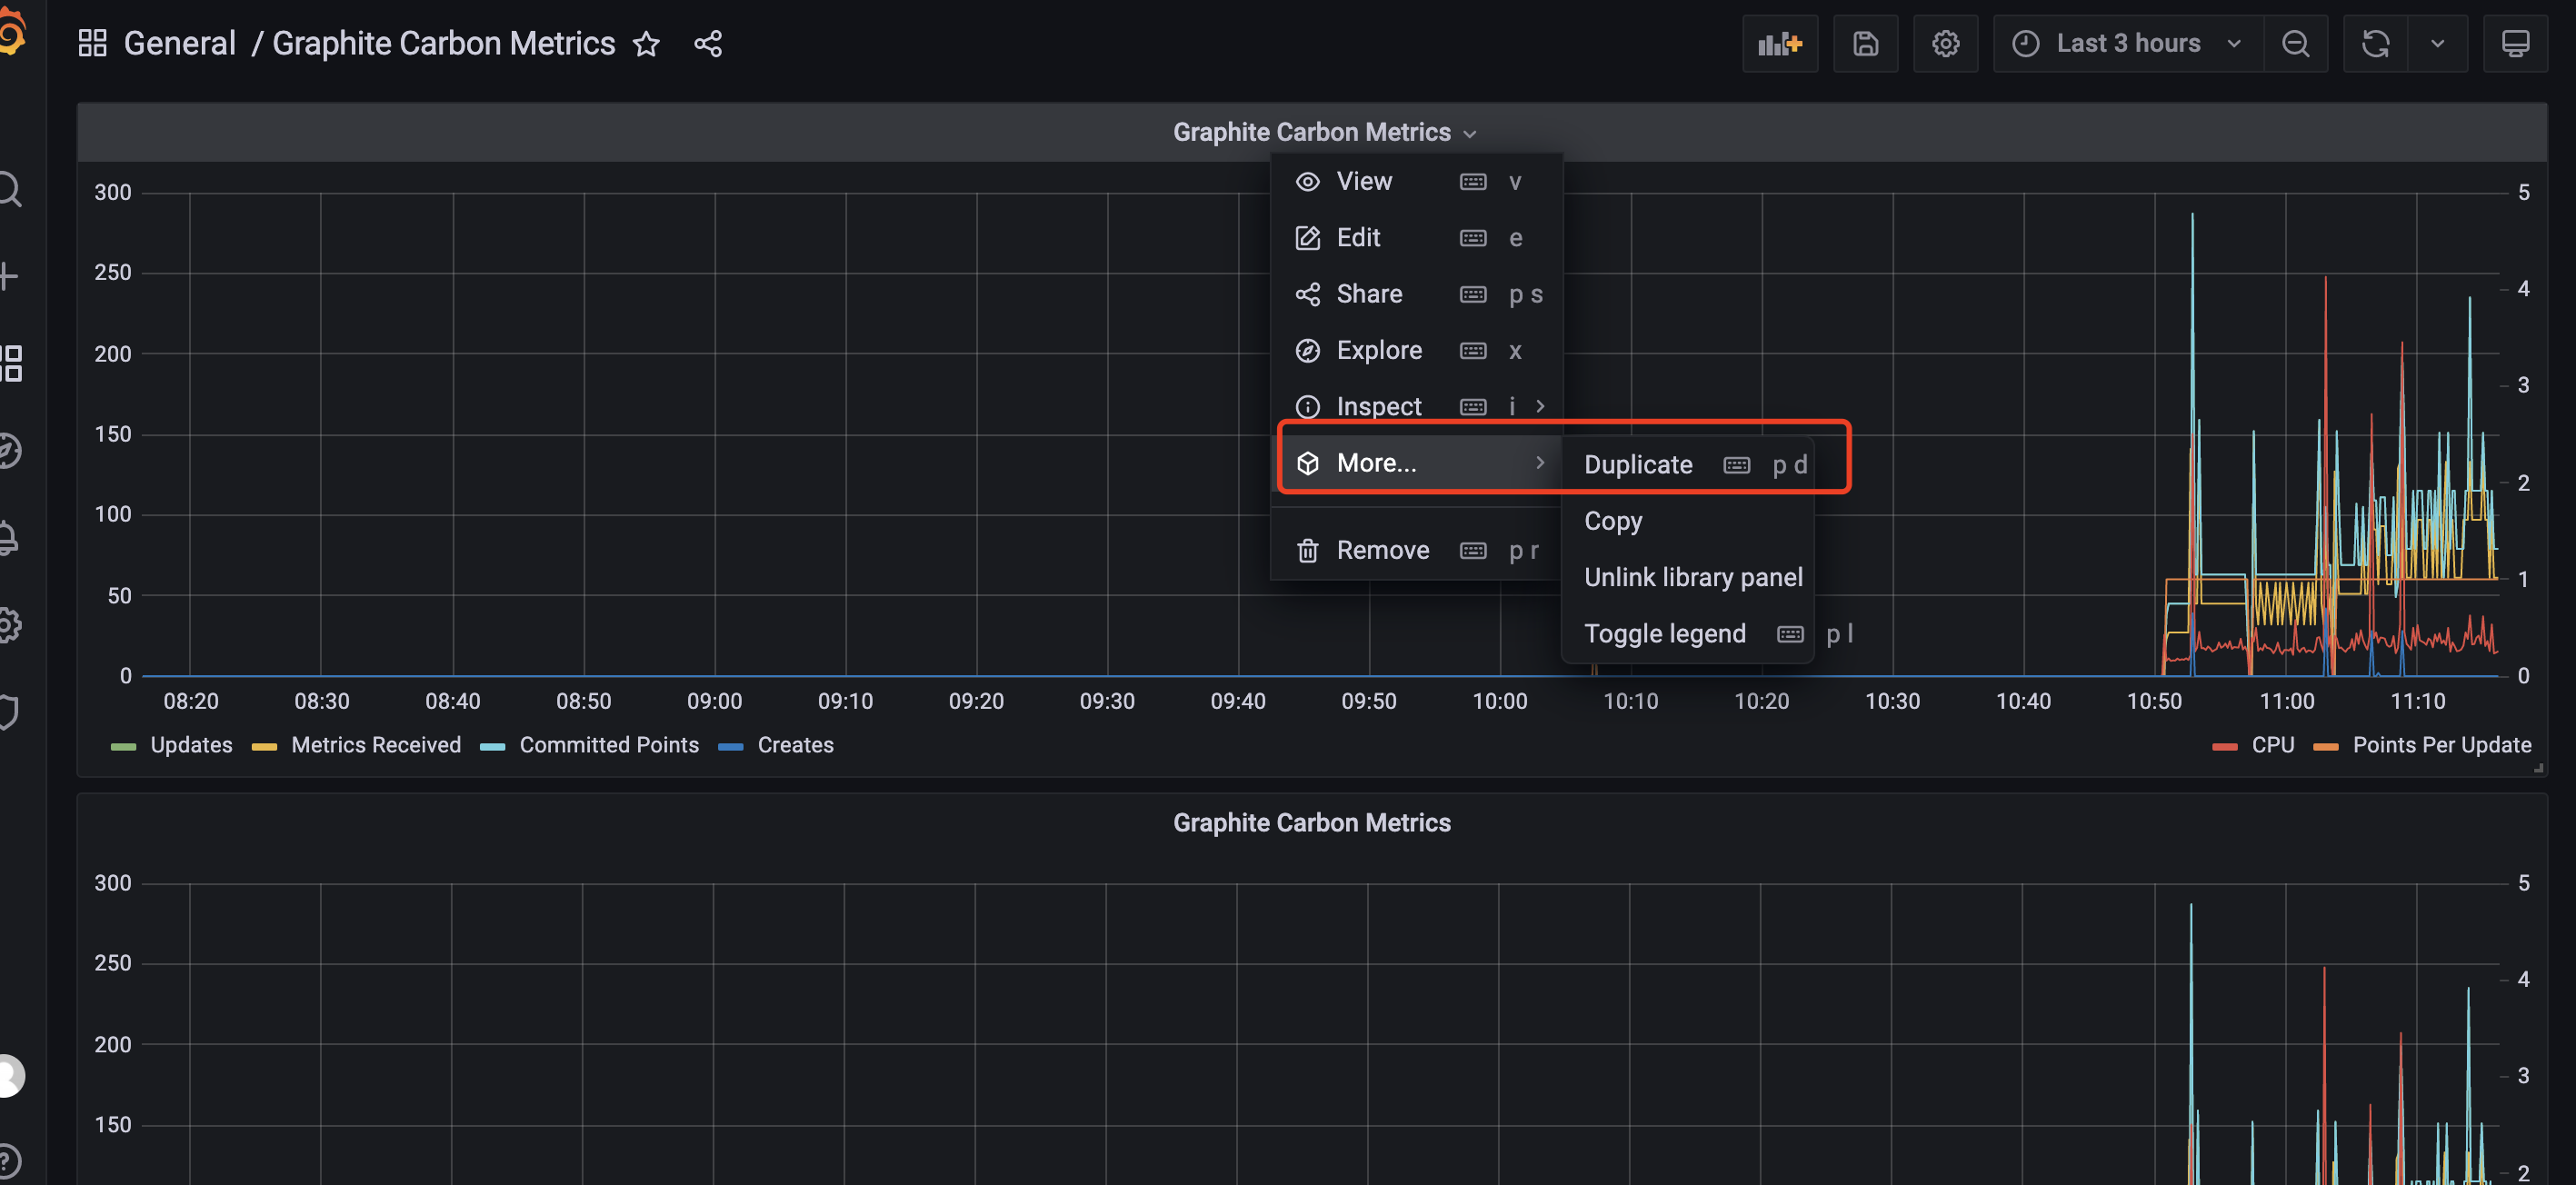 General / Graphite Carbon Metrics
Last 3 hours
Graphite Carbon Metrics
View v
Edit e
Share p s
Explore x
Inspect i
More...
Remove p r
Duplicate p d
Copy
Unlink library panel
Toggle legend p l
300
250
200
150
100
50
0
5
4
3
2
1
0
08:20 08:30 08:40 08:50 09:00 09:10 09:20 09:30 09:40 09:50 10:00 10:10 10:20 10:30 10:40 10:50 11:00 11:10
Updates Metrics Received Committed Points Creates CPU Points Per Update
Graphite Carbon Metrics
300
250
200
150
5
4
3
2